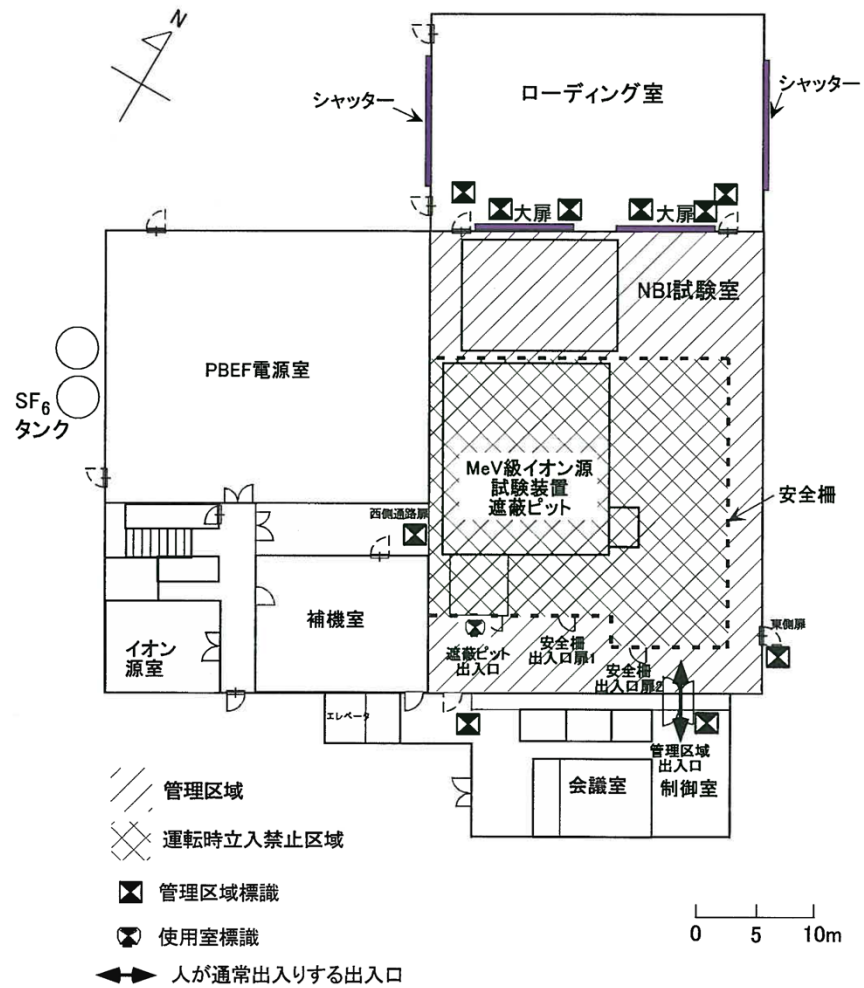 N
シャッター
ローディング室
シャッター
大扉
大扉
NBI試験室
PBEF電源室
SF6
タンク
MeV級イオン源
試験装置
遮蔽ピット
安全柵
西側通路扉
補機室
イオン
源室
遮蔽ピット
出入口
安全柵
出入口扉1
安全柵
出入口扉2
東側扉
エレベータ
管理区域
出入口
会議室
制御室
管理区域
運転時立入禁止区域
管理区域標識
使用室標識
人が通常出入りする出入口
0 5 10m